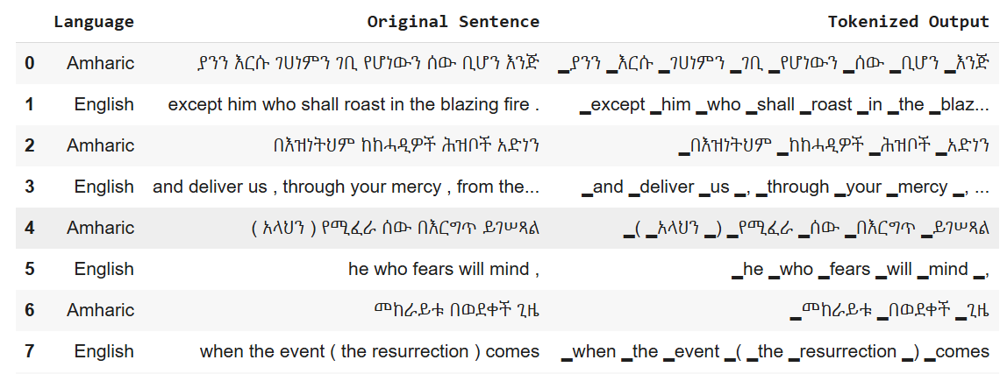 Language Original Sentence Tokenized Output
0 Amharic ያንን እርሱ ገሀነምን ገቢ የሆነውን ሰው ቢሆን እንጅ ▁ያንን ▁እርሱ ▁ገሀነምን ▁ገቢ ▁የሆነውን ▁ሰው ▁ቢሆን ▁እንጅ
1 English except him who shall roast in the blazing fire . ▁except ▁him ▁who ▁shall ▁roast ▁in ▁the ▁blaz...
2 Amharic በእዝነትህም ከከሓዲዎች ሕዝቦች አድነን ▁በእዝነትህም ▁ከከሓዲዎች ▁ሕዝቦች ▁አድነን
3 English and deliver us , through your mercy , from the... ▁and ▁deliver ▁us ▁, ▁through ▁your ▁mercy ▁, ...
4 Amharic ( አላህን ) የሚፈራ ሰው በእርግጥ ይገሠጻል ▁( ▁አላህን ▁) ▁የሚፈራ ▁ሰው ▁በእርግጥ ▁ይገሠጻል
5 English he who fears will mind , ▁he ▁who ▁fears ▁will ▁mind ▁,
6 Amharic መከራይቱ በወደቀች ጊዜ ▁መከራይቱ ▁በወደቀች ▁ጊዜ
7 English when the event ( the resurrection ) comes ▁when ▁the ▁event ▁( ▁the ▁resurrection ▁) ▁comes